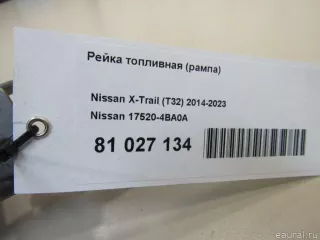 Рейка топливная (рампа)
Nissan X-Trail (T32) 2014-2023
Nissan 17520-4BA0A
81 027 134
eaural.ru